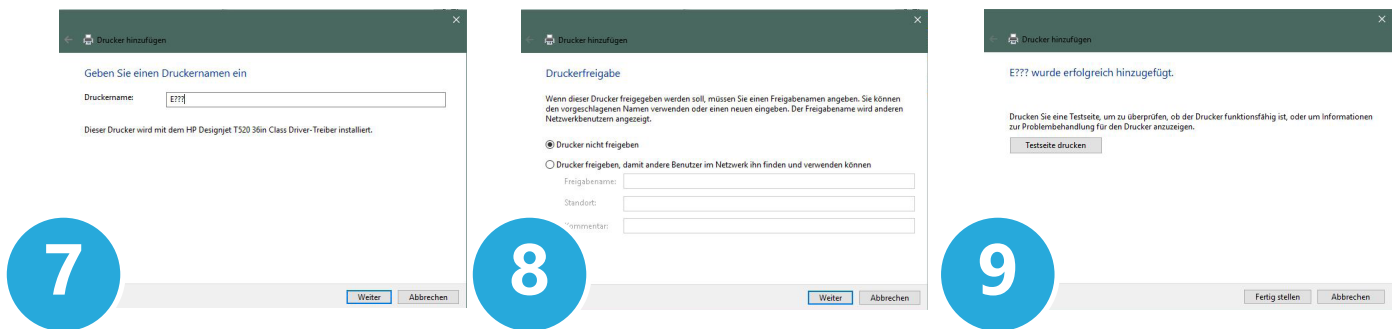 Drucker hinzufügen
Geben Sie einen Druckernamen ein
Druckername: E???
Dieser Drucker wird mit dem HP Designjet T520 36in Class Driver-Treiber installiert.
Weiter Abbrechen
7
Drucker hinzufügen
Druckerfreigabe
Wenn dieser Drucker freigegeben werden soll, müssen Sie einen Freigabenamen angeben. Sie können
den vorgeschlagenen Namen verwenden oder einen neuen eingeben. Der Freigabename wird anderen
Netzwerkbenutzern angezeigt.
Drucker nicht freigeben
Drucker freigeben, damit andere Benutzer im Netzwerk ihn finden und verwenden können
Freigabename:
Standort:
Kommentar:
Weiter Abbrechen
8
Drucker hinzufügen
E??? wurde erfolgreich hinzugefügt.
Drucken Sie eine Testseite, um zu überprüfen, ob der Drucker funktionsfähig ist, oder um Informationen
zur Problembehandlung für den Drucker anzuzeigen.
Testseite drucken
Fertig stellen Abbrechen
9